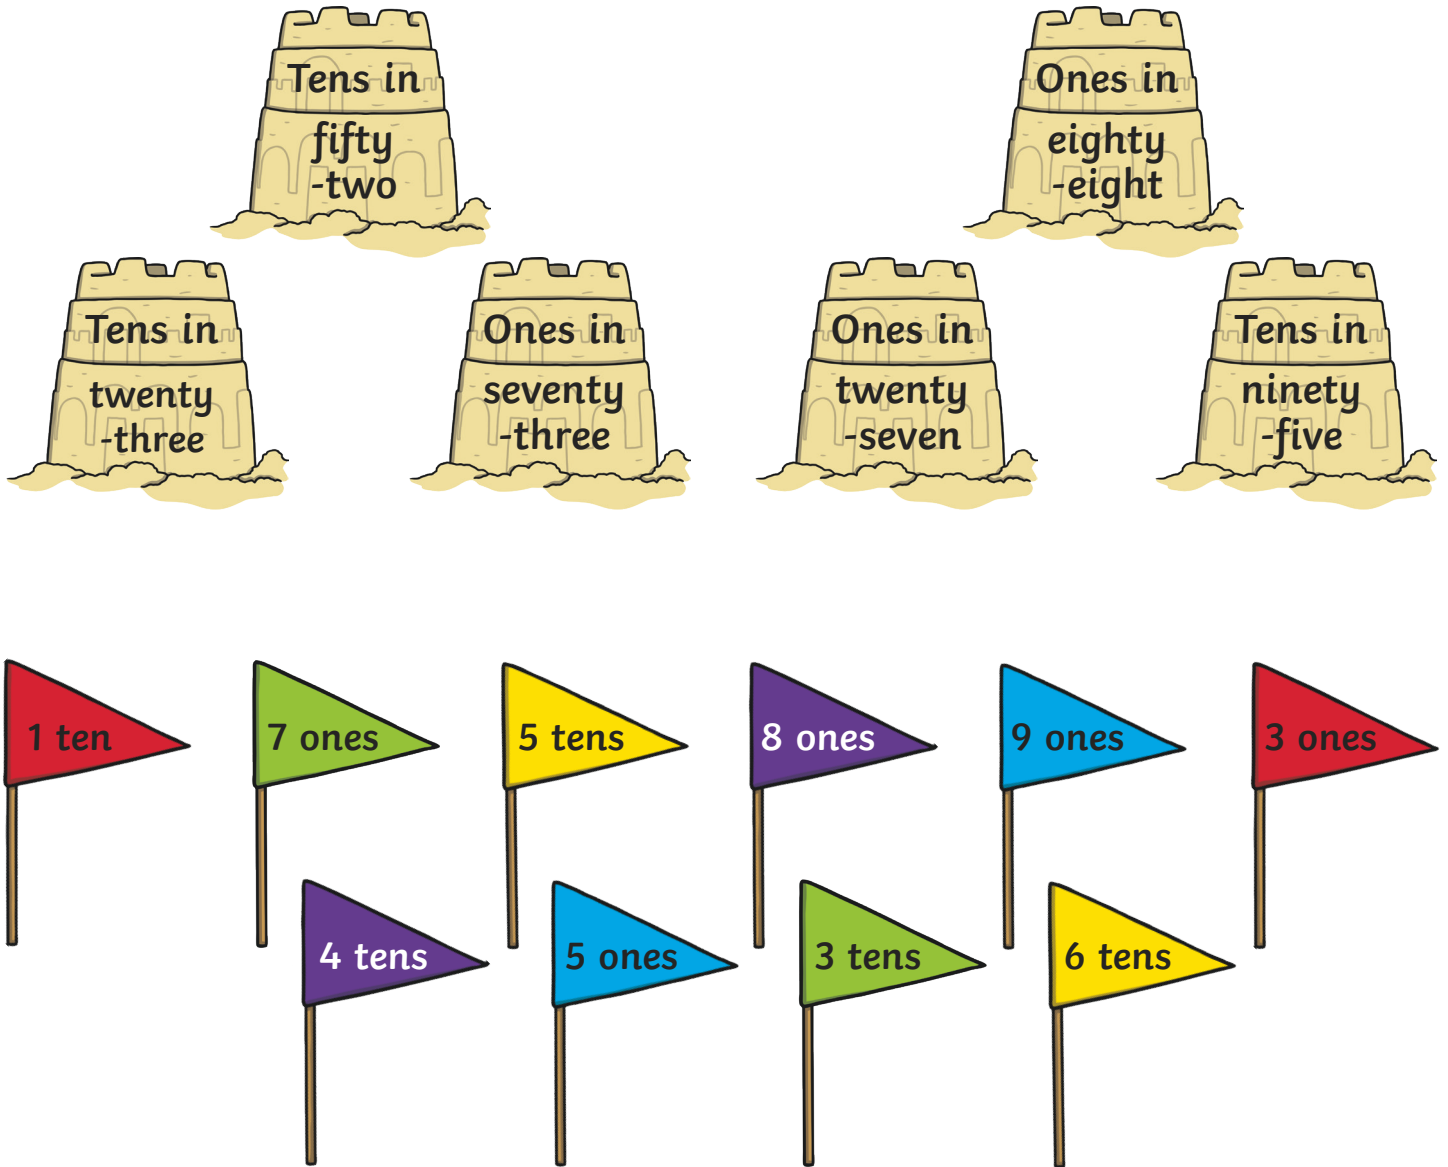 Tens in
fifty
-two
Ones in
eighty
-eight
Tens in
twenty
-three
Ones in
seventy
-three
Ones in
twenty
-seven
Tens in
ninety
-five
1 ten
7 ones
5 tens
8 ones
9 ones
3 ones
4 tens
5 ones
3 tens
6 tens